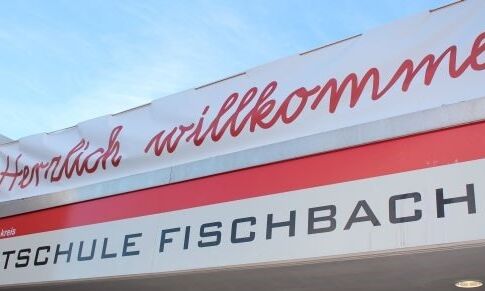 Herzlich willkomme
kreis
TSCHULE FISCHBACH